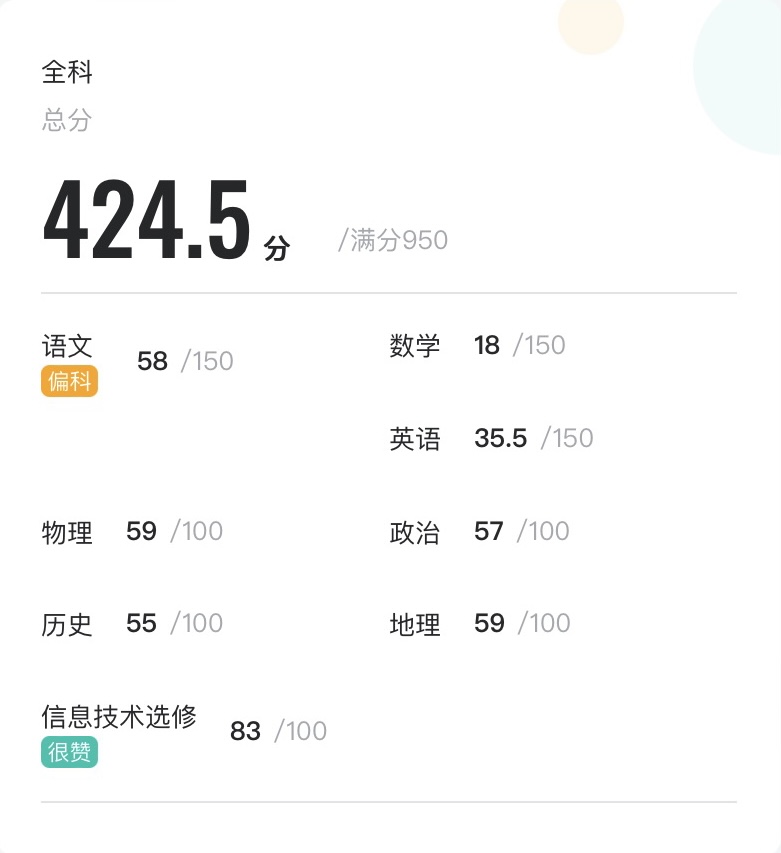 全科
总分
424.5 分 /满分950
语文 58 /150 数学 18 /150
偏科
英语 35.5 /150
物理 59 /100 政治 57 /100
历史 55 /100 地理 59 /100
信息技术选修 83 /100
很赞